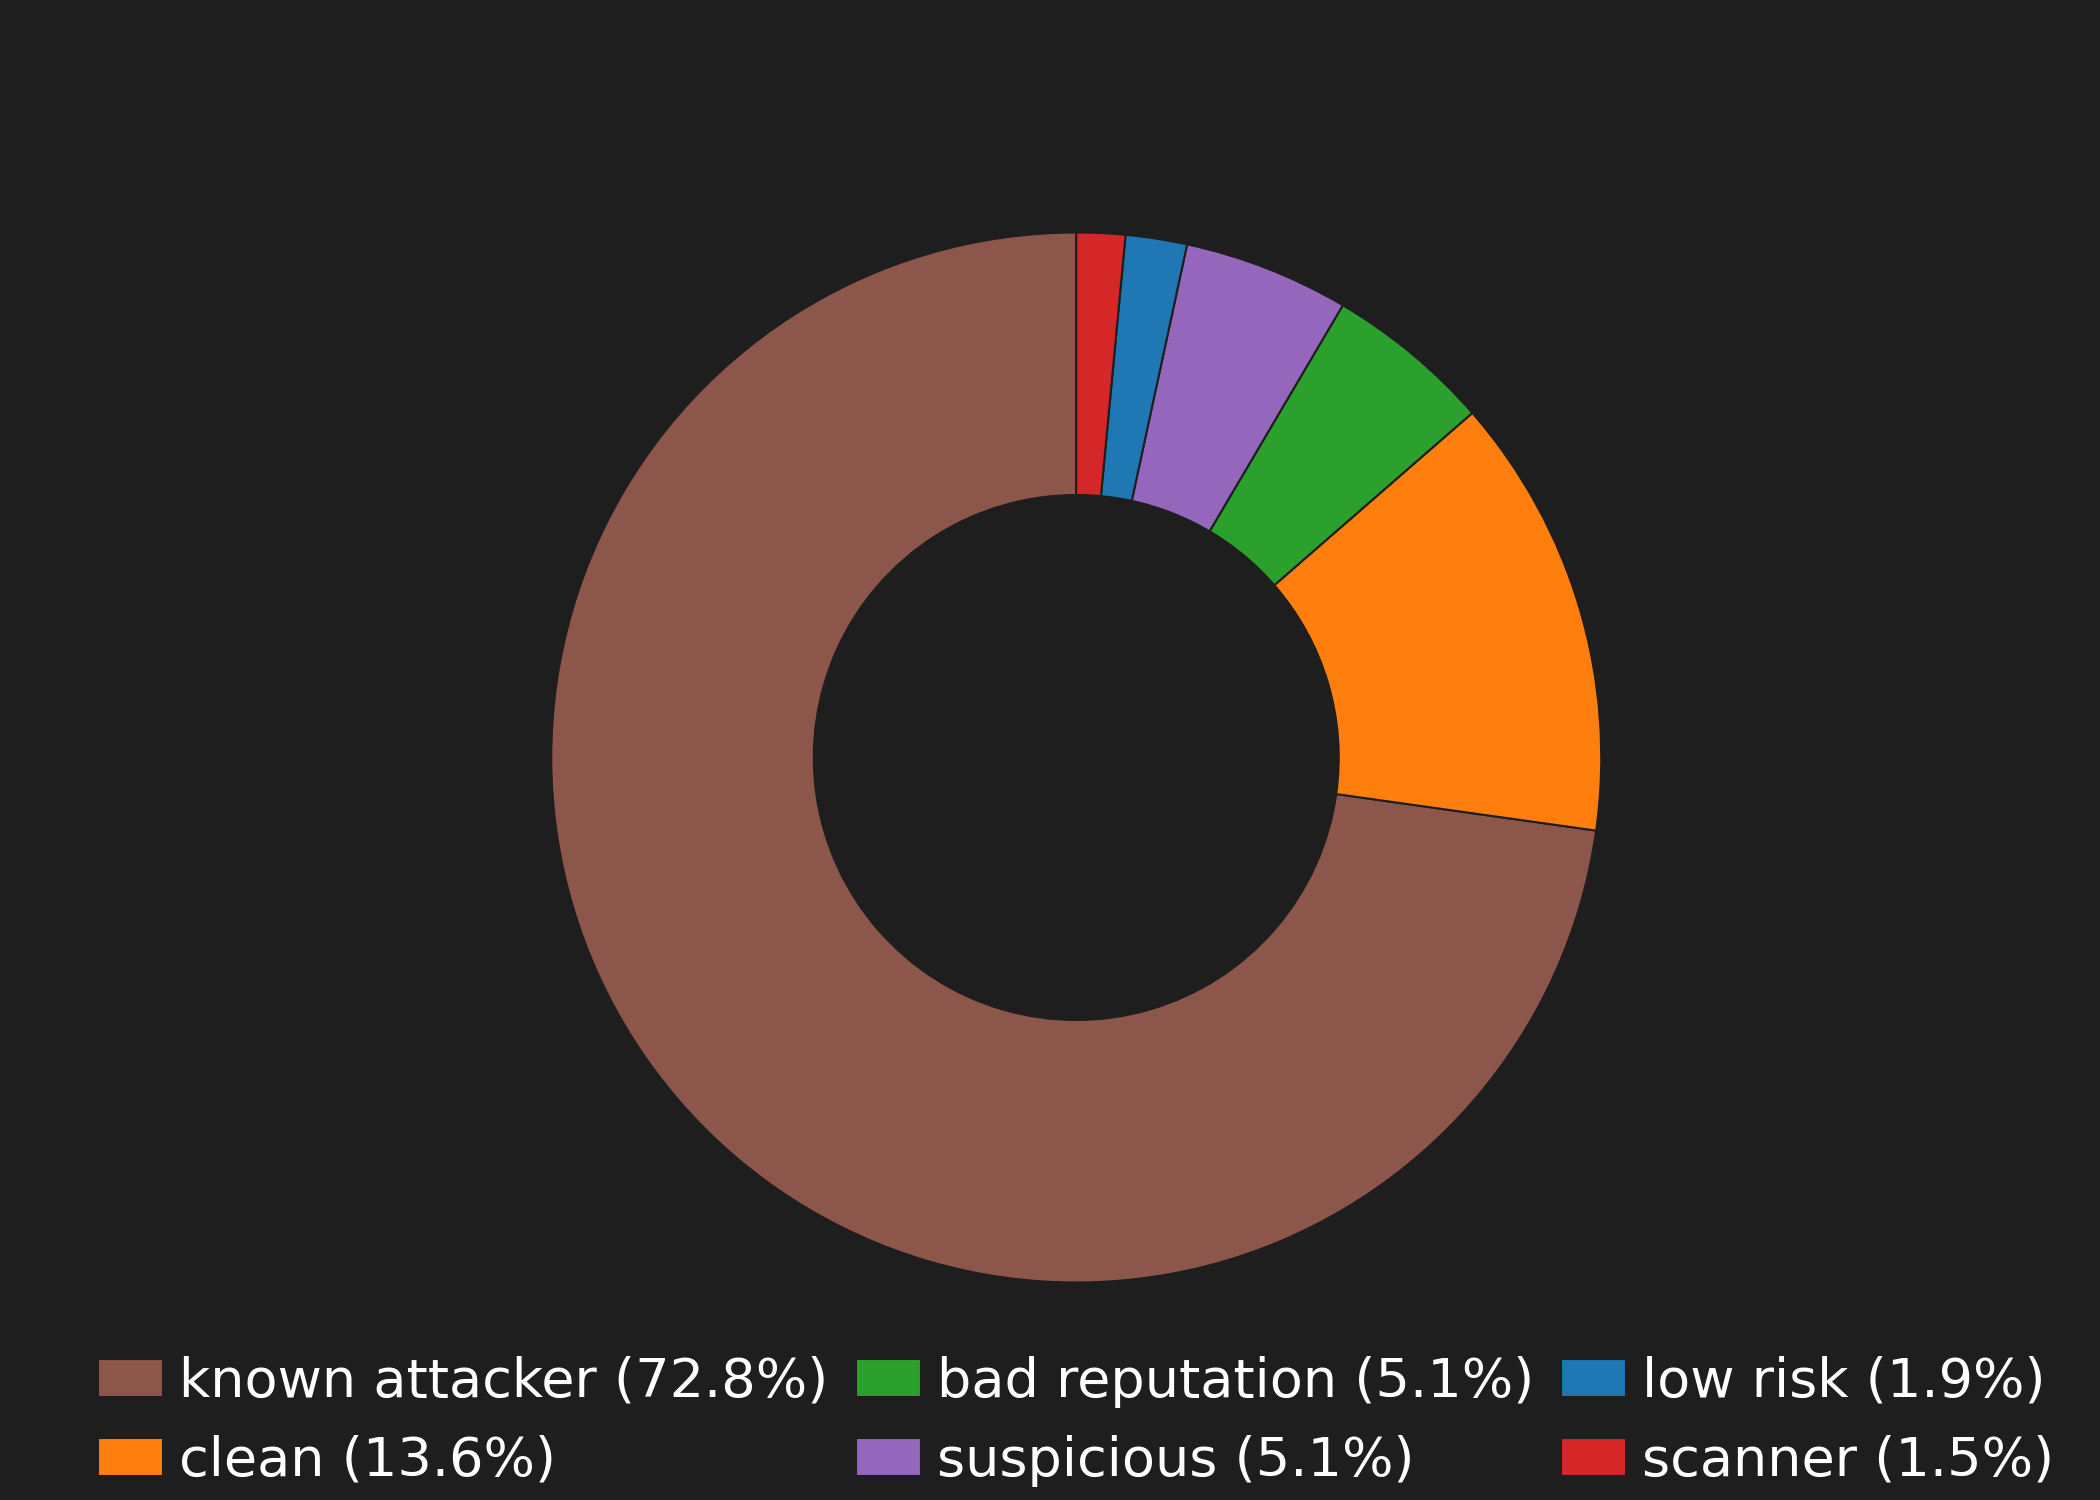 known attacker (72.8%)
clean (13.6%)
bad reputation (5.1%)
suspicious (5.1%)
low risk (1.9%)
scanner (1.5%)